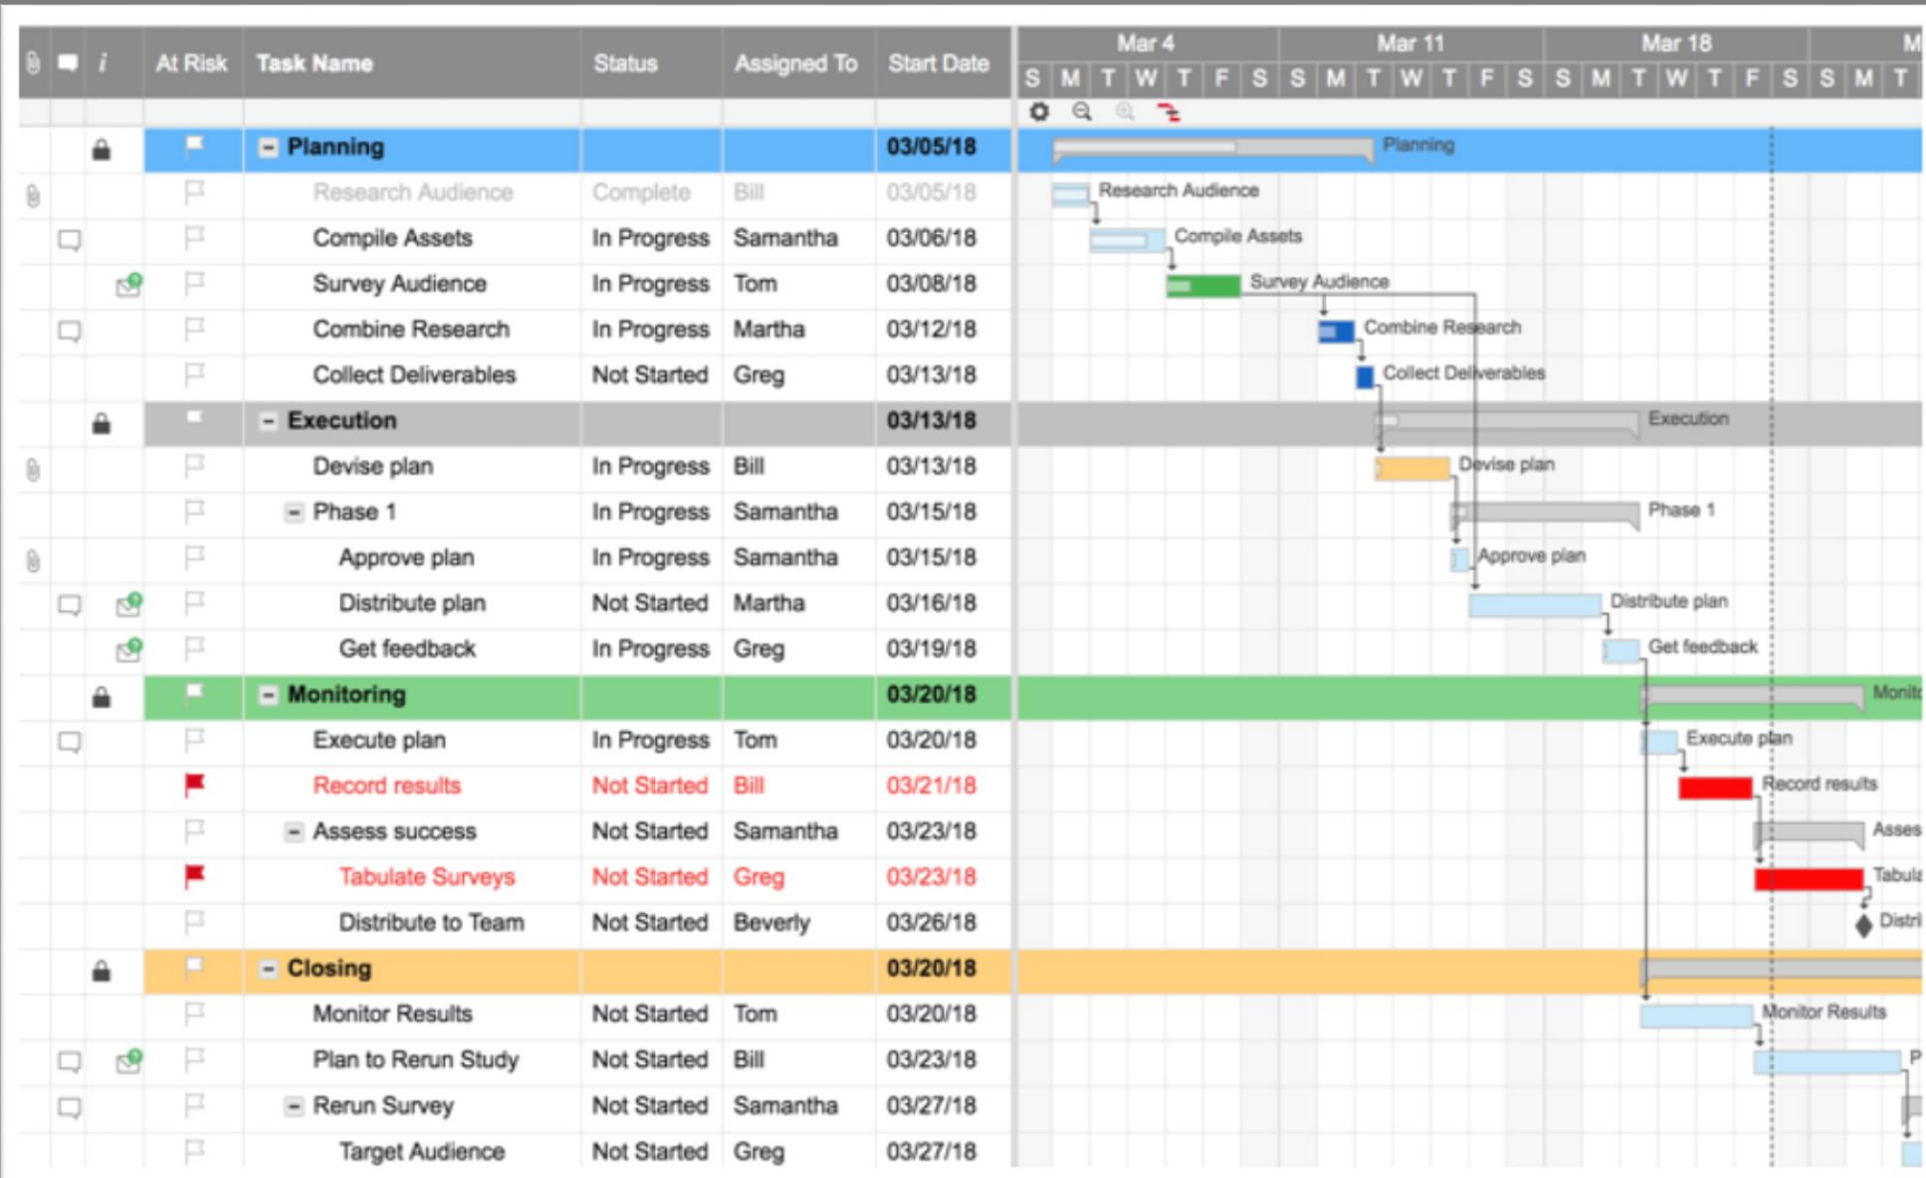 Mar 4 Mar 11 Mar 18 M
i At Risk Task Name Status Assigned To Start Date
S M T W T F S S M T W T F S S M T W T F S S M T
Planning 03/05/18 Planning
Research Audience Complete Bill 03/05/18 Research Audience
Compile Assets In Progress Samantha 03/06/18 Compile Assets
Survey Audience In Progress Tom 03/08/18 Survey Audience
Combine Research In Progress Martha 03/12/18 Combine Research
Collect Deliverables Not Started Greg 03/13/18 Collect Deliverables
Execution 03/13/18 Execution
Devise plan In Progress Bill 03/13/18 Devise plan
Phase 1 In Progress Samantha 03/15/18 Phase 1
Approve plan In Progress Samantha 03/15/18 Approve plan
Distribute plan Not Started Martha 03/16/18 Distribute plan
Get feedback In Progress Greg 03/19/18 Get feedback
Monitoring 03/20/18 Monito
Execute plan In Progress Tom 03/20/18 Execute plan
Record results Not Started Bill 03/21/18 Record results
Assess success Not Started Samantha 03/23/18 Asses
Tabulate Surveys Not Started Greg 03/23/18 Tabula
Distribute to Team Not Started Beverly 03/26/18 Distri
Closing 03/20/18
Monitor Results Not Started Tom 03/20/18 Monitor Results
Plan to Rerun Study Not Started Bill 03/23/18 P
Rerun Survey Not Started Samantha 03/27/18
Target Audience Not Started Greg 03/27/18